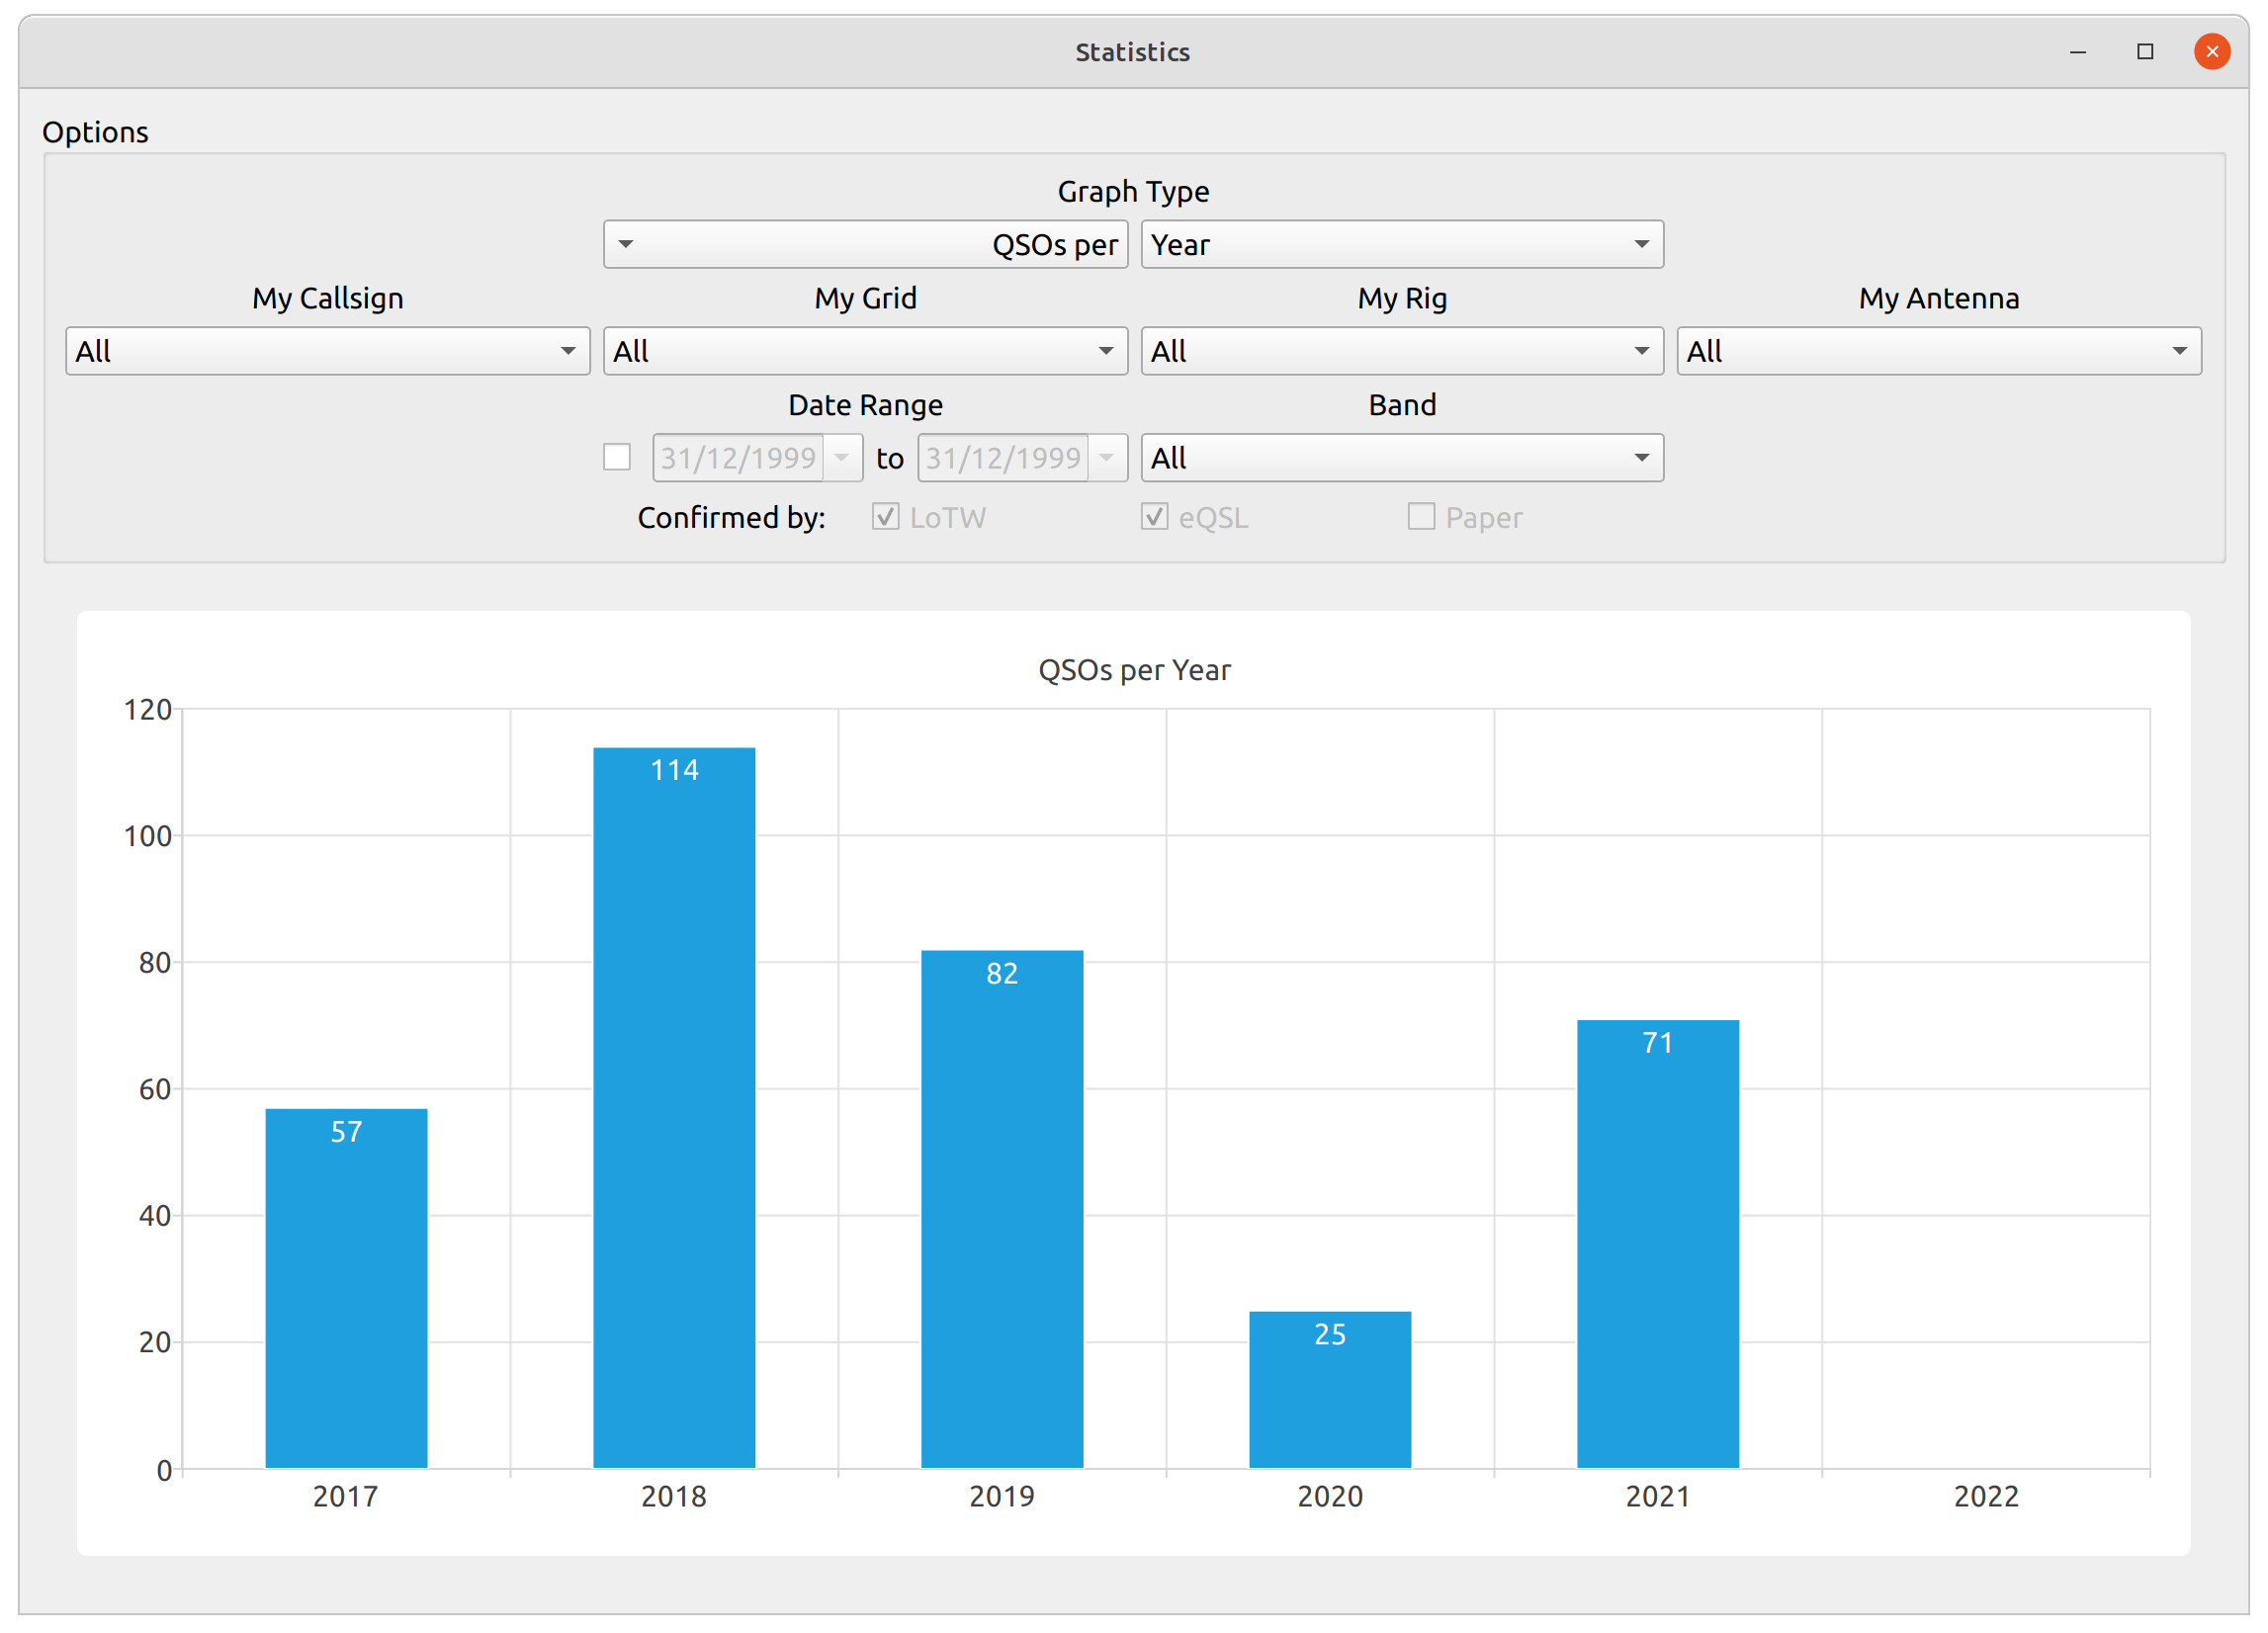 Statistics
Options
Graph Type
QSOs per Year
My Callsign My Grid My Rig My Antenna
All All All All
Date Range Band
31/12/1999 to 31/12/1999 All
Confirmed by: LoTW eQSL Paper
QSOs per Year
120
114
100
82
80
71
60
57
40
25
20
0
2017 2018 2019 2020 2021 2022